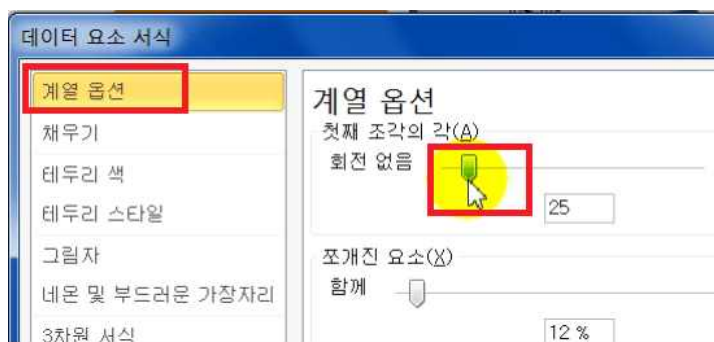 데이터 요소 서식
계열 옵션
채우기
테두리 색
테두리 스타일
그림자
네온 및 부드러운 가장자리
3차원 서식
계열 옵션
첫째 조각의 각(A)
회전 없음
25
쪼개진 요소(X)
함께
12 %